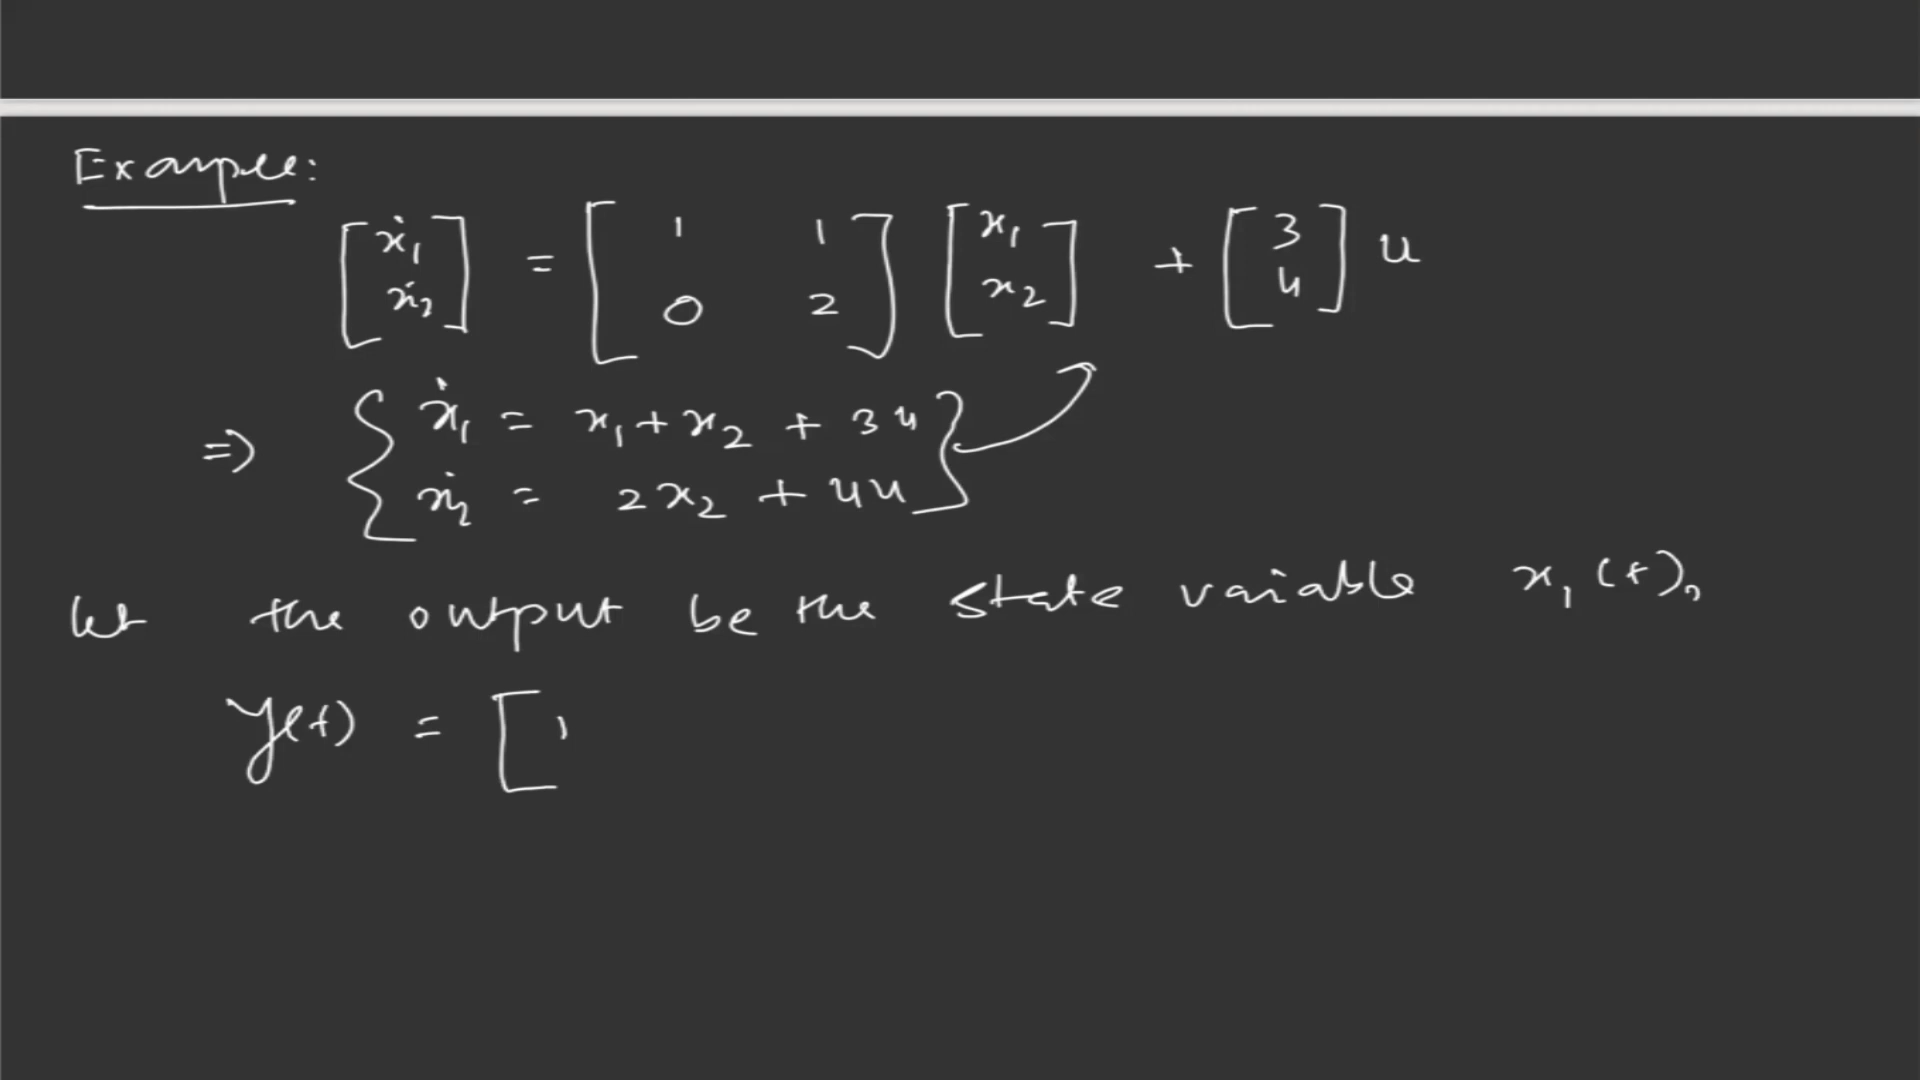 Example:
[ẋ₁ ẋ₂] = [1 1 0 2] [x₁ x₂] + [3 4] u
⇒ { ẋ₁ = x₁ + x₂ + 3u
ẋ₂ = 2x₂ + 4u }
let the output be the state variable x₁(t),
y(t) = [1